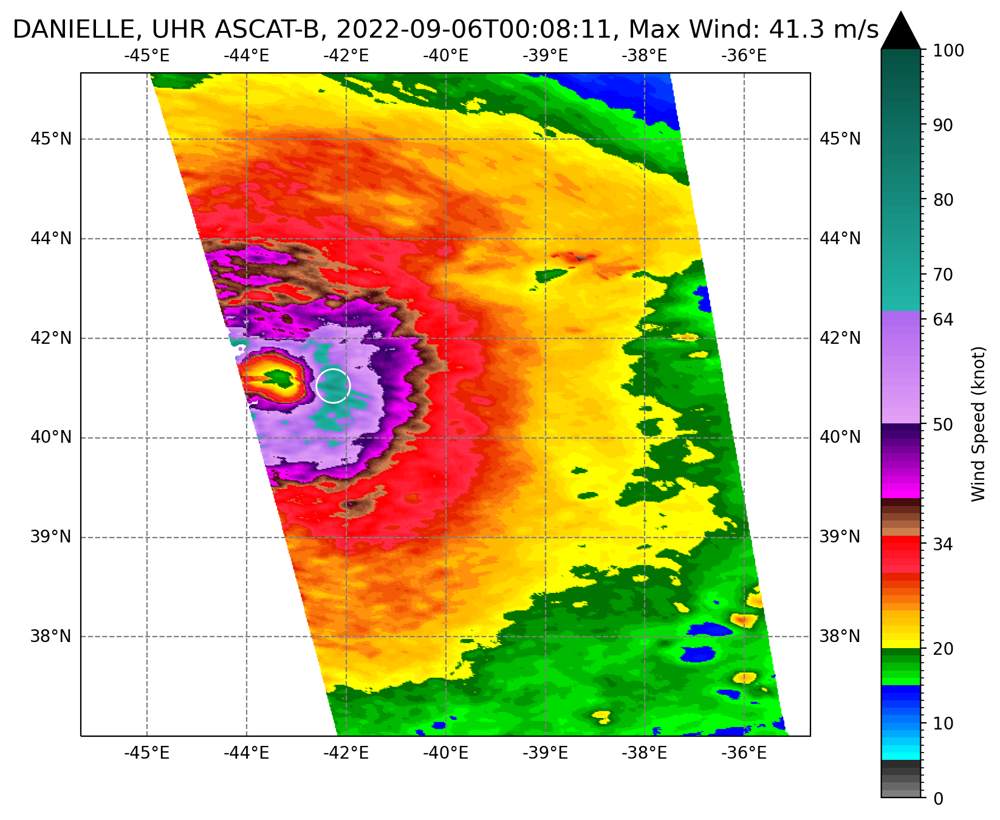 DANIELLE, UHR ASCAT-B, 2022-09-06T00:08:11, Max Wind: 41.3 m/s
-45°E -44°E -42°E -40°E -39°E -38°E -36°E
100
90
80
70
64
50
34
20
10
0
Wind Speed (knot)
45°N 45°N
44°N 44°N
42°N 42°N
40°N 40°N
39°N 39°N
38°N 38°N
-45°E -44°E -42°E -40°E -39°E -38°E -36°E